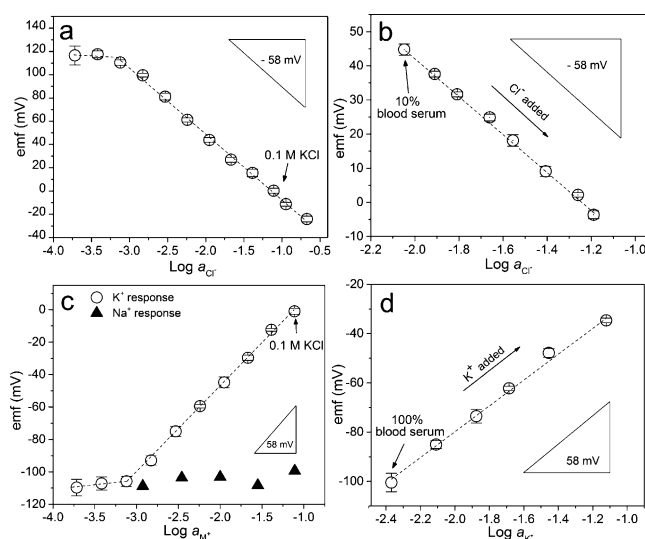 a
140
120
100
80
60
40
20
0
-20
-40
emf (mV)
- 58 mV
0.1 M KCl
-4.0 -3.5 -3.0 -2.5 -2.0 -1.5 -1.0 -0.5
Log aCl-
b
50
40
30
20
10
0
-10
emf (mV)
- 58 mV
10%
blood serum
Cl- added
-2.2 -2.0 -1.8 -1.6 -1.4 -1.2 -1.0
Log aCl-
c
K+ response
Na+ response
0
-20
-40
-60
-80
-100
-120
emf (mV)
0.1 M KCl
58 mV
-4.0 -3.5 -3.0 -2.5 -2.0 -1.5 -1.0
Log aM+
d
-20
-40
-60
-80
-100
emf (mV)
K+ added
100%
blood serum
58 mV
-2.4 -2.2 -2.0 -1.8 -1.6 -1.4 -1.2 -1.0
Log aK+